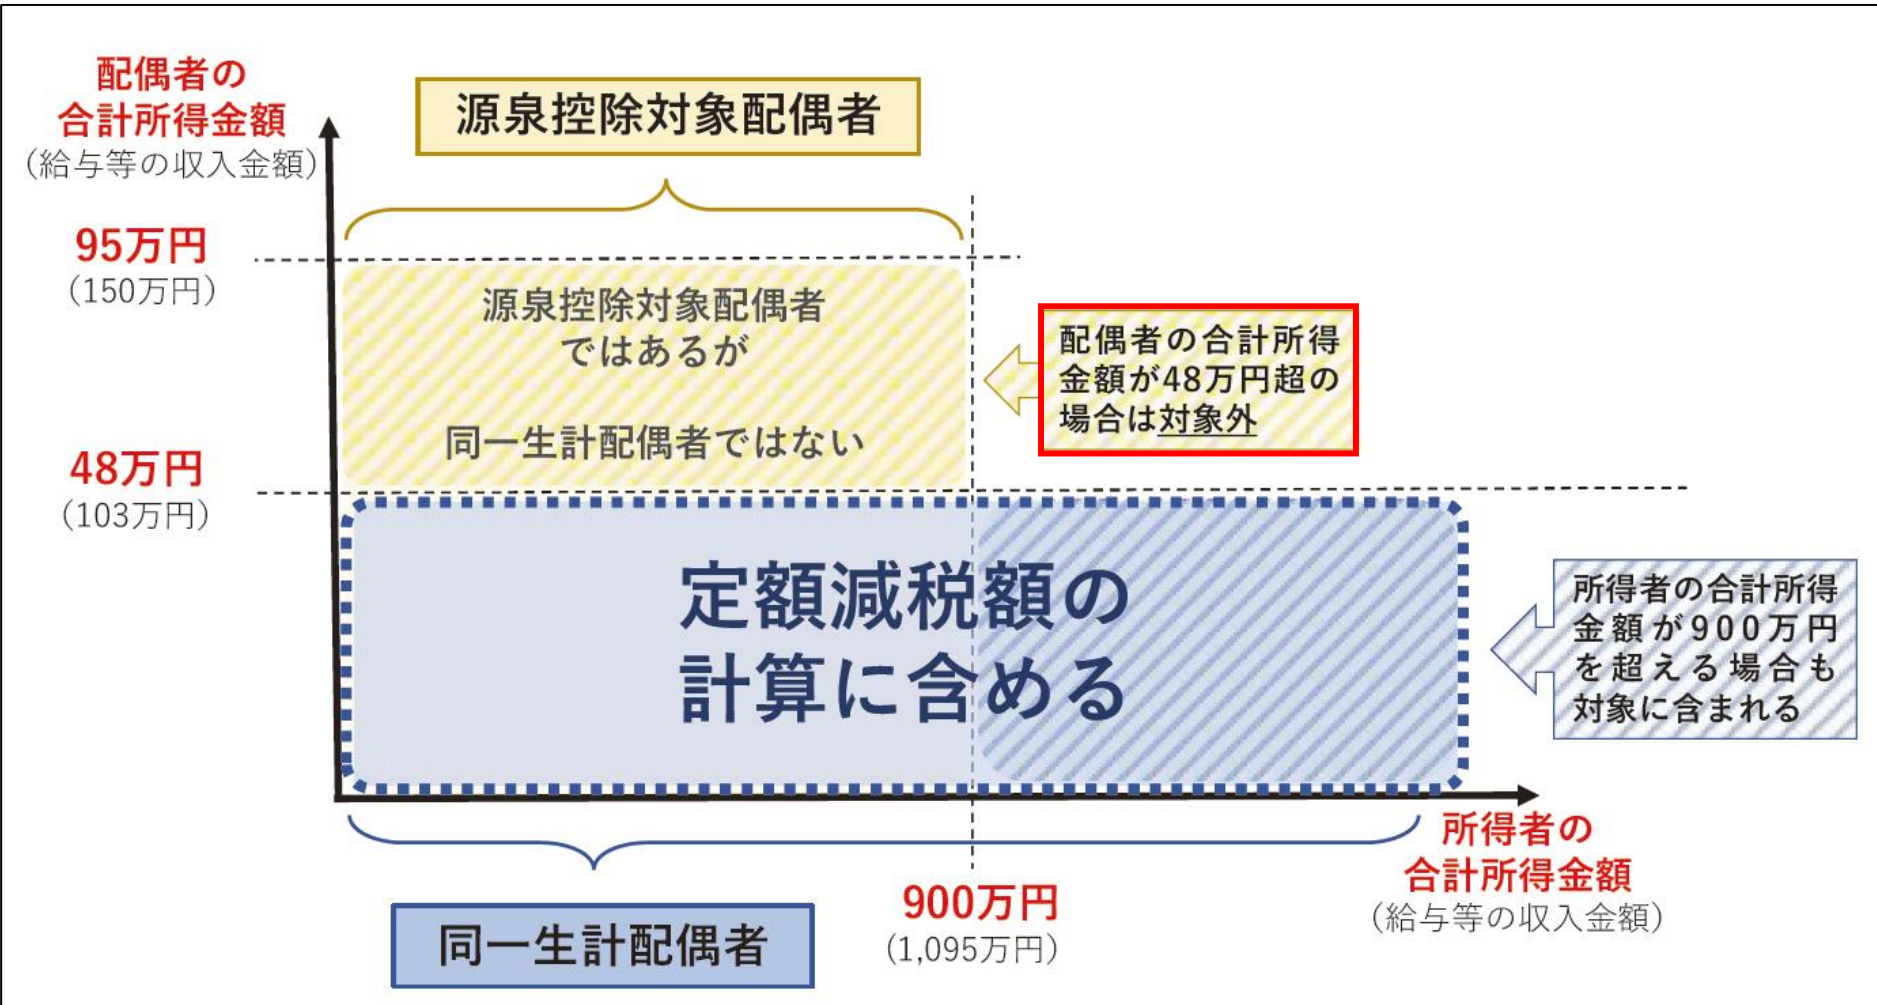 配偶者の
合計所得金額
（給与等の収入金額）
源泉控除対象配偶者
95万円
（150万円）
源泉控除対象配偶者
ではあるが
同一生計配偶者ではない
配偶者の合計所得
金額が48万円超の
場合は対象外
48万円
（103万円）
定額減税額の
計算に含める
所得者の合計所得
金額が900万円
を超える場合も
対象に含まれる
所得者の
合計所得金額
（給与等の収入金額）
900万円
（1,095万円）
同一生計配偶者